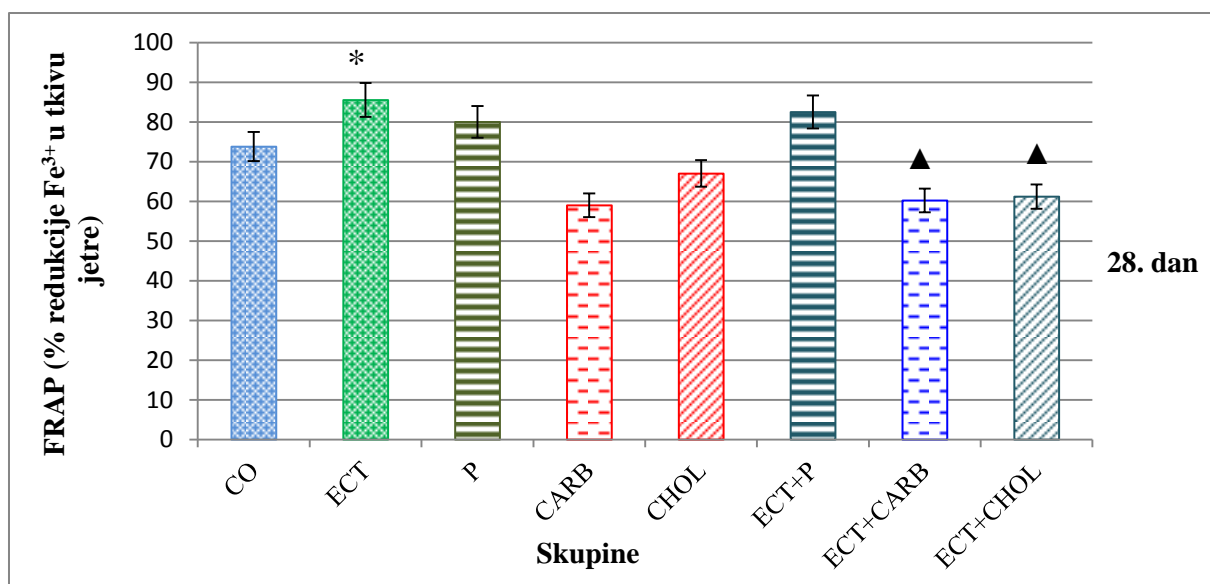 FRAP (% redukcije Fe³⁺ u tkivu
jetre)
100
90
80
70
60
50
40
30
20
10
0
*
▲
▲
CO
ECT
P
CARB
CHOL
ECT+P
ECT+CARB
ECT+CHOL
Skupine
28. dan